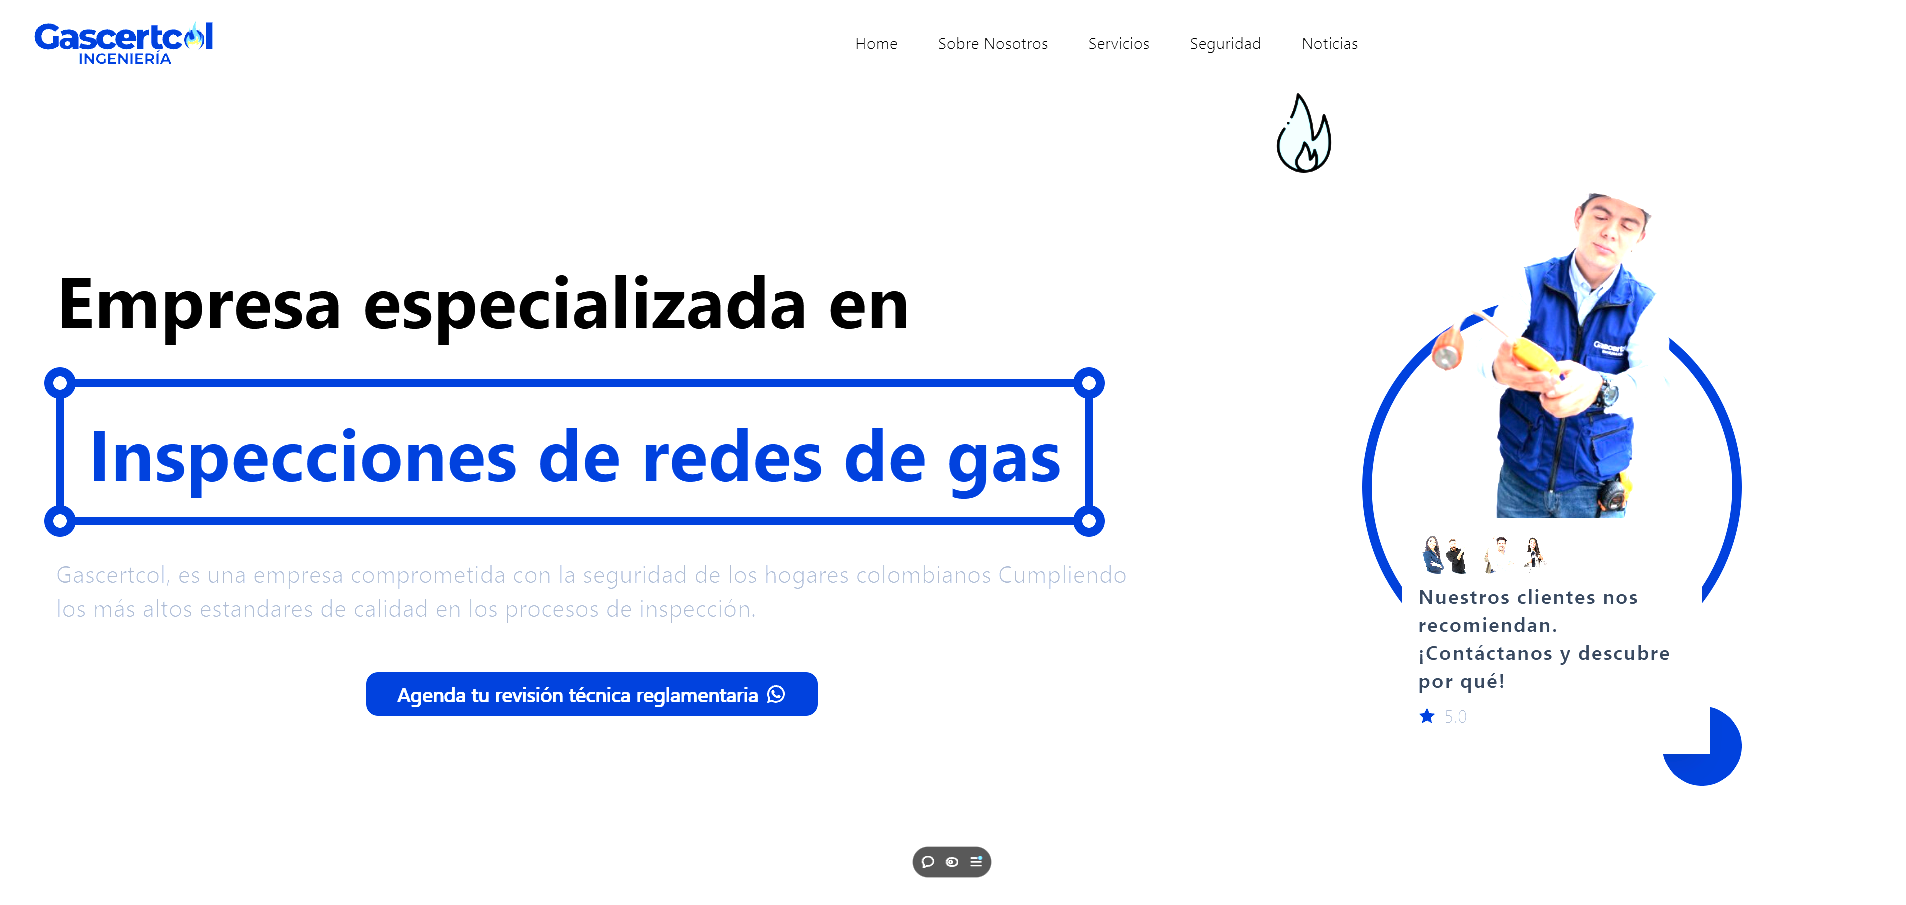 Gascertcol
INGENIERÍA
Home Sobre Nosotros Servicios Seguridad Noticias
Empresa especializada en
Inspecciones de redes de gas
Gascertcol, es una empresa comprometida con la seguridad de los hogares colombianos Cumpliendo
los más altos estandares de calidad en los procesos de inspección.
Agenda tu revisión técnica reglamentaria
Gascertcol
Nuestros clientes nos
recomiendan.
¡Contáctanos y descubre
por qué!
5.0